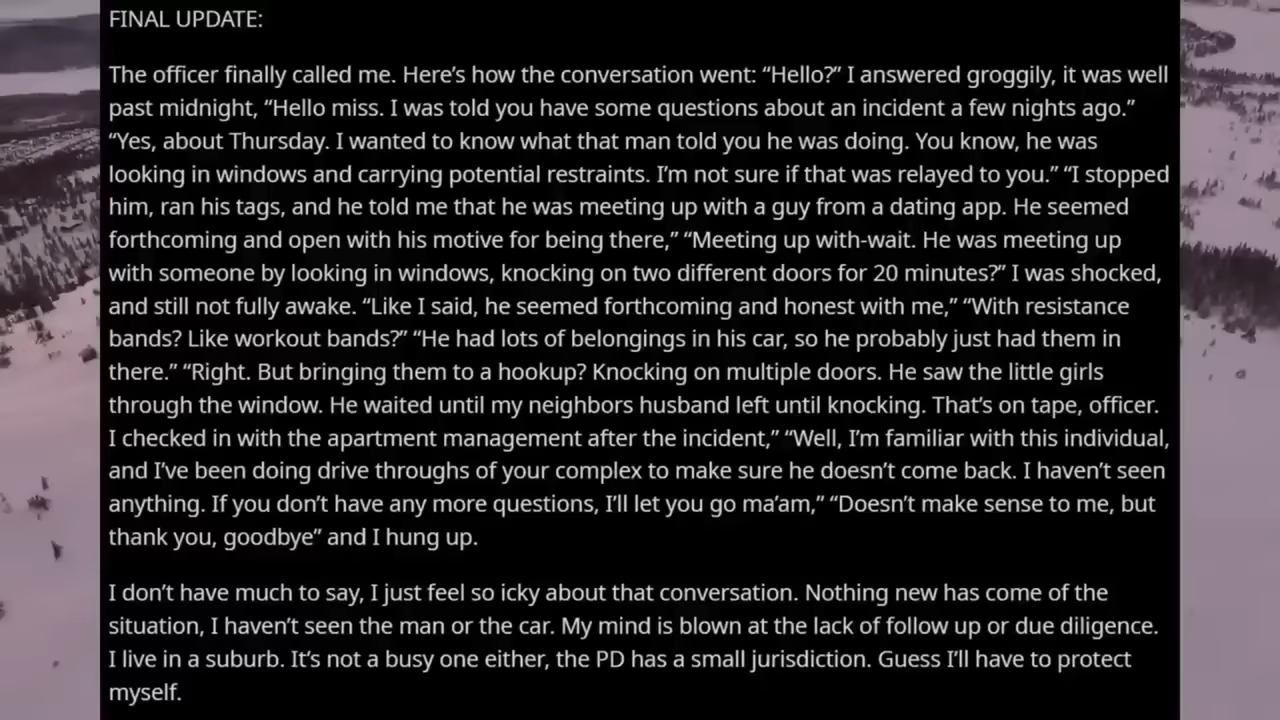 FINAL UPDATE:
The officer finally called me. Here’s how the conversation went: “Hello?” I answered groggily, it was well
past midnight, “Hello miss. I was told you have some questions about an incident a few nights ago.”
“Yes, about Thursday. I wanted to know what that man told you he was doing. You know, he was
looking in windows and carrying potential restraints. I’m not sure if that was relayed to you.” “I stopped
him, ran his tags, and he told me that he was meeting up with a guy from a dating app. He seemed
forthcoming and open with his motive for being there,” “Meeting up with-wait. He was meeting up
with someone by looking in windows, knocking on two different doors for 20 minutes?” I was shocked,
and still not fully awake. “Like I said, he seemed forthcoming and honest with me,” “With resistance
bands? Like workout bands?” “He had lots of belongings in his car, so he probably just had them in
there.” “Right. But bringing them to a hookup? Knocking on multiple doors. He saw the little girls
through the window. He waited until my neighbors husband left until knocking. That’s on tape, officer.
I checked in with the apartment management after the incident,” “Well, I’m familiar with this individual,
and I’ve been doing drive throughs of your complex to make sure he doesn’t come back. I haven’t seen
anything. If you don’t have any more questions, I’ll let you go ma’am,” “Doesn’t make sense to me, but
thank you, goodbye” and I hung up.
I don’t have much to say, I just feel so icky about that conversation. Nothing new has come of the
situation, I haven’t seen the man or the car. My mind is blown at the lack of follow up or due diligence.
I live in a suburb. It’s not a busy one either, the PD has a small jurisdiction. Guess I’ll have to protect
myself.